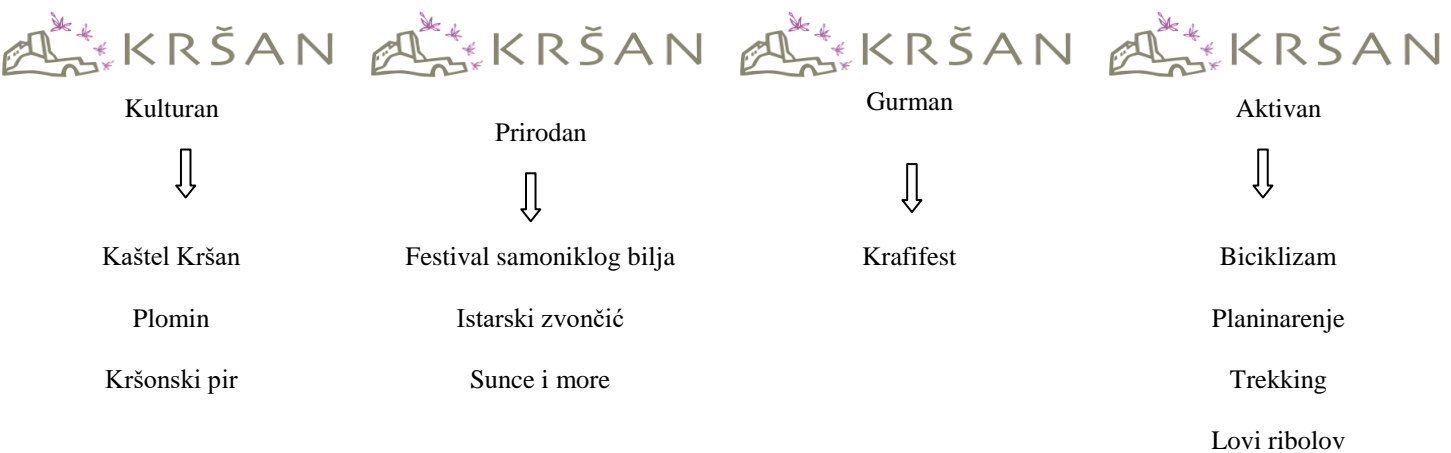 KRŠAN KRŠAN KRŠAN KRŠAN
Kulturan
Kaštel Kršan
Plomin
Kršonski pir
Prirodan
Festival samoniklog bilja
Istarski zvončić
Sunce i more
Gurman
Krafifest
Aktivan
Biciklizam
Planinarenje
Trekking
Lovi ribolov